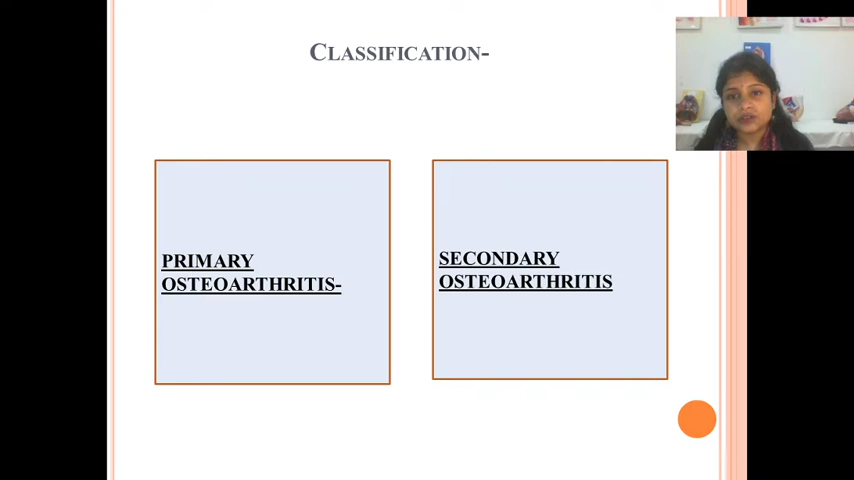 CLASSIFICATION-
PRIMARY
OSTEOARTHRITIS-
SECONDARY
OSTEOARTHRITIS